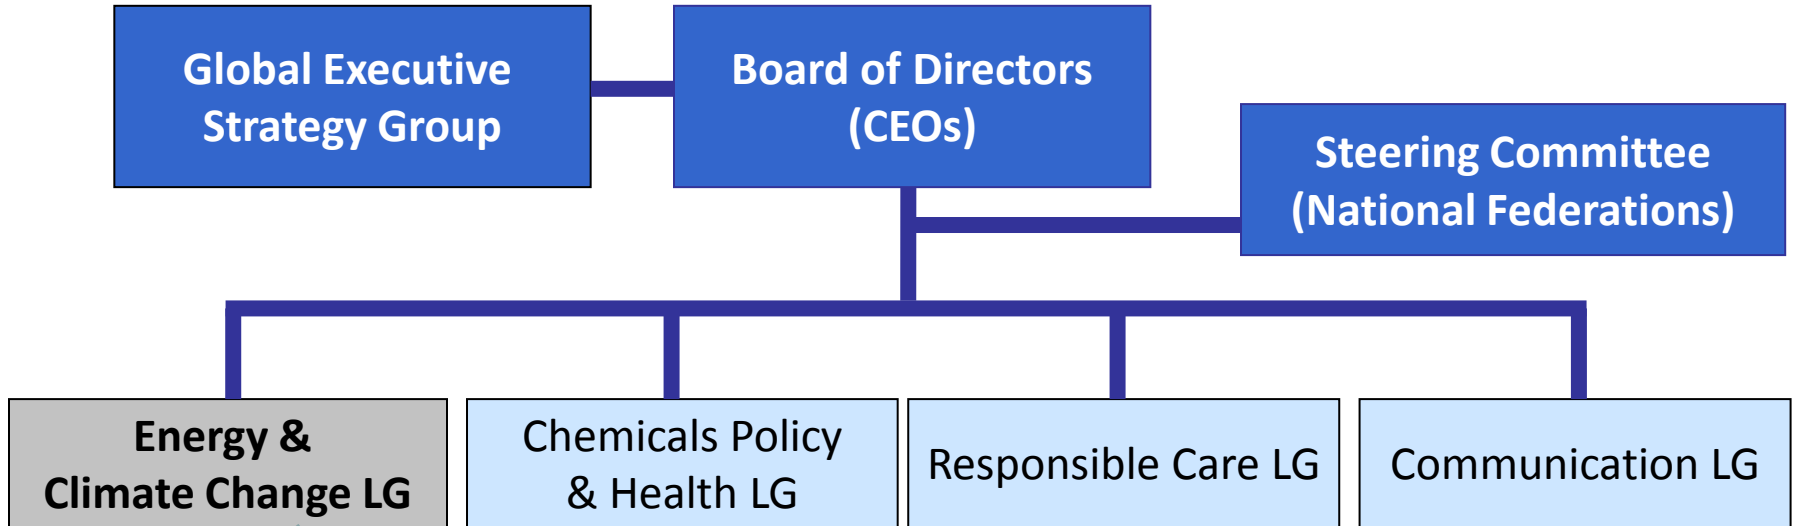 Global Executive
Strategy Group
Board of Directors
(CEOs)
Steering Committee
(National Federations)
Energy &
Climate Change LG
Chemicals Policy
& Health LG
Responsible Care LG
Communication LG